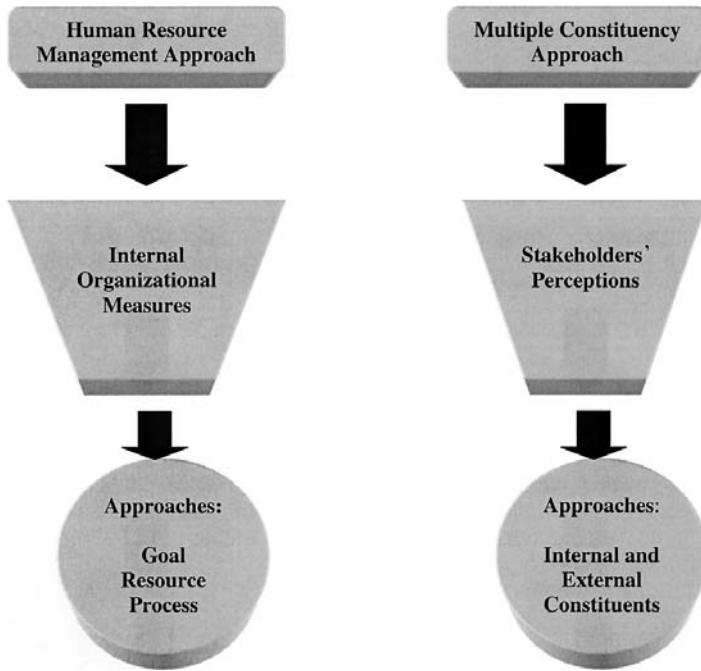 Human Resource
Management Approach
Internal
Organizational
Measures
Approaches:
Goal
Resource
Process
Multiple Constituency
Approach
Stakeholders'
Perceptions
Approaches:
Internal and
External
Constituents